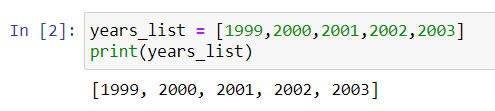 In [2]: years_list = [1999,2000,2001,2002,2003]
print(years_list)
[1999, 2000, 2001, 2002, 2003]